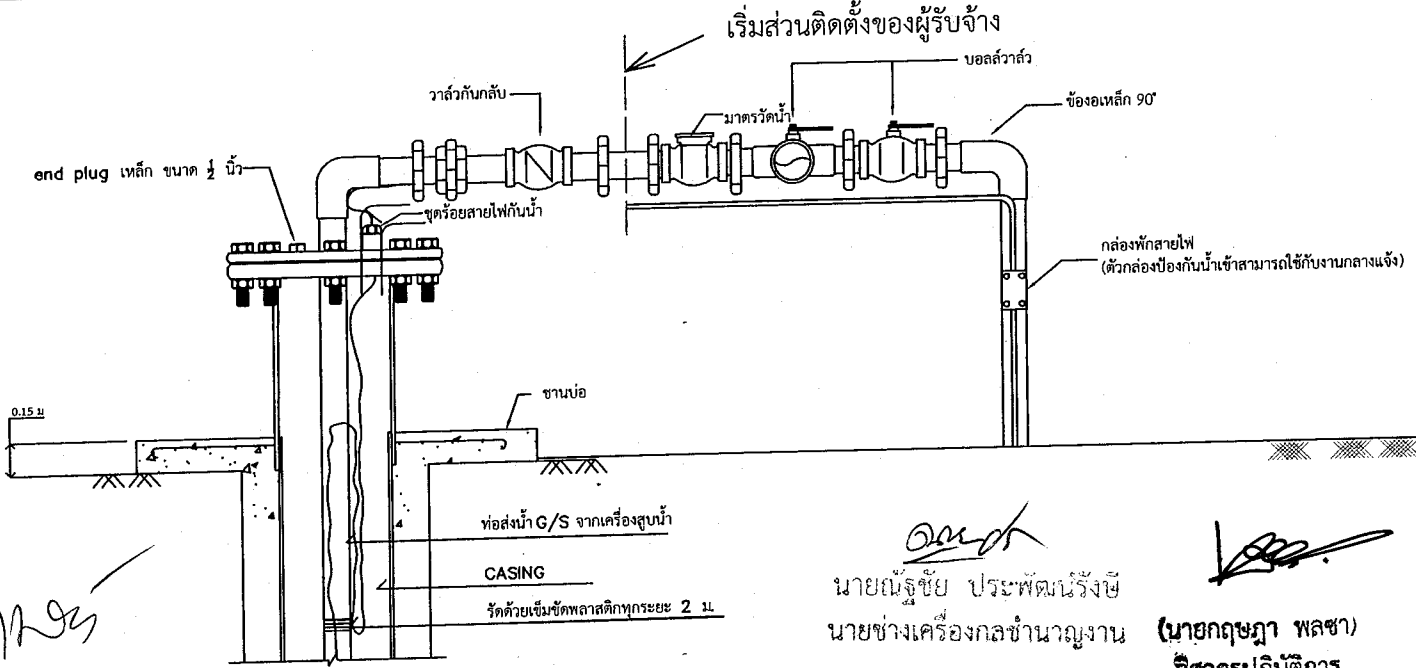 เริ่มส่วนติดตั้งของผู้รับจ้าง
บอลล์วาล์ว
วาล์วกันกลับ
มาตรวัดน้ำ
ข้องอเหล็ก 90°
end plug เหล็ก ขนาด ½ นิ้ว
ชุดร้อยสายไฟกันน้ำ
กล่องพักสายไฟ
(ตัวกล่องป้องกันน้ำเข้าสามารถใช้กับงานกลางแจ้ง)
ชานบ่อ
0.15 ม
ท่อส่งน้ำ G/S จากเครื่องสูบน้ำ
CASING
รัดด้วยเข็มขัดพลาสติกทุกระยะ 2 ม.
นายณัฐชัย ประพัฒน์รังษี
นายช่างเครื่องกลชำนาญงาน
(นายกฤษฎา พลซา)
วิศวกรปฏิบัติการ